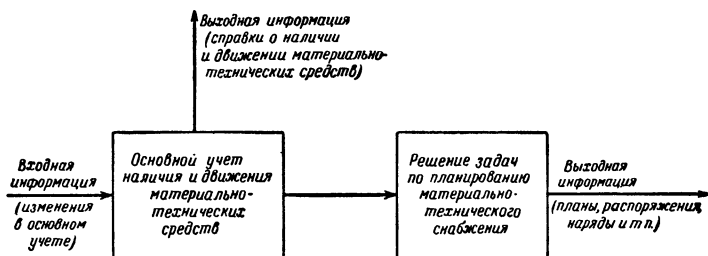 Выходная информация
(справки о наличии
и движении материально-
технических средств)
Входная
информация
(изменения
в основном
учете)
Основной учет
наличия и движения
материально-
технических
средств
Решение задач
по планированию
материально-
технического
снабжения
Выходная
информация
(планы, распоряжения,
наряды и т п.)